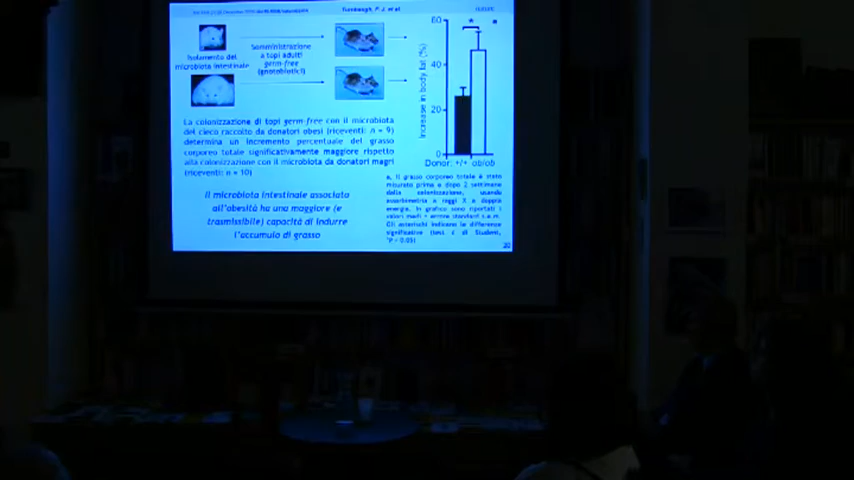 Turnbaugh, P. J. et al.
nature
Isolamento del
microbiota intestinale
Somministrazione
a topi adulti
germ-free
(gnotobiotici)
La colonizzazione di topi germ-free con il microbiota
del cieco raccolto da donatori obesi (riceventi: n = 9)
determina un incremento percentuale del grasso
corporeo totale significativamente maggiore rispetto
alla colonizzazione con il microbiota da donatori magri
(riceventi: n = 10)
Il microbiota intestinale associato
all'obesità ha una maggiore (e
trasmissibile) capacità di indurre
l'accumulo di grasso
Increase in body fat (%)
60
40
20
0
*
Donor: +/+ ob/ob
a, Il grasso corporeo totale è stato
misurato prima e dopo 2 settimane
dalla colonizzazione, usando
assorbimetria a raggi X a doppia
energia. In grafico sono riportati i
valori medi ± errore standard s.e.m.
Gli asterischi indicano le differenze
significative (test t di Student,
*P < 0.05)
20